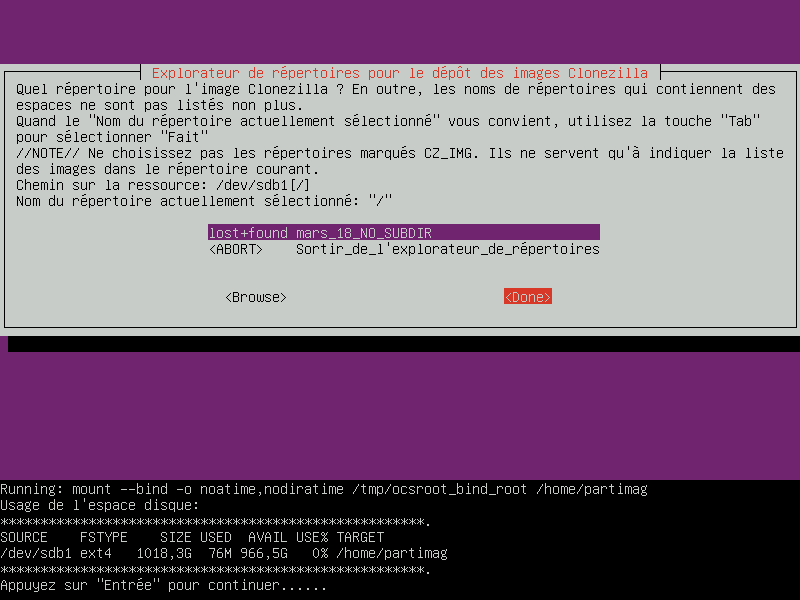 Explorateur de répertoires pour le dépôt des images Clonezilla
Quel répertoire pour l'image Clonezilla ? En outre, les noms de répertoires qui contiennent des
espaces ne sont pas listés non plus.
Quand le "Nom du répertoire actuellement sélectionné" vous convient, utilisez la touche "Tab"
pour sélectionner "Fait"
//NOTE// Ne choisissez pas les répertoires marqués CZ_IMG. Ils ne servent qu'à indiquer la liste
des images dans le répertoire courant.
Chemin sur la ressource: /dev/sdb1[/]
Nom du répertoire actuellement sélectionné: "/"
lost+found mars_18_NO_SUBDIR
<ABORT> Sortir_de_l'explorateur_de_répertoires
<Browse> <Done>
Running: mount --bind -o noatime,nodiratime /tmp/ocsroot_bind_root /home/partimag
Usage de l'espace disque:
*****************************************************.
SOURCE FSTYPE SIZE USED AVAIL USE% TARGET
/dev/sdb1 ext4 1018,3G 76M 966,5G 0% /home/partimag
*****************************************************.
Appuyez sur "Entrée" pour continuer......